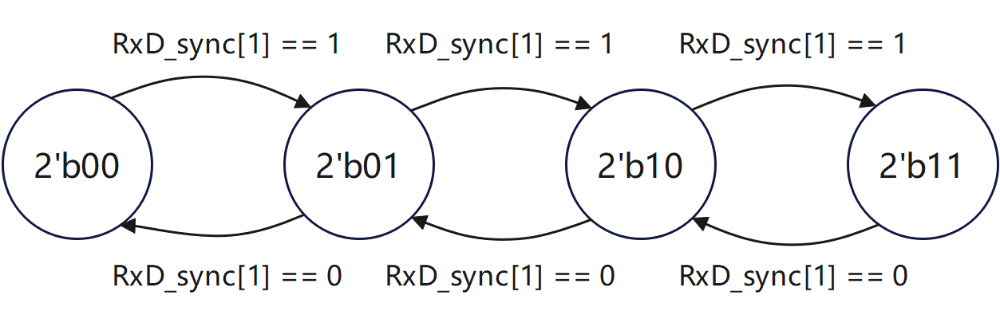 RxD_sync[1] == 1 RxD_sync[1] == 1 RxD_sync[1] == 1
2'b00 2'b01 2'b10 2'b11
RxD_sync[1] == 0 RxD_sync[1] == 0 RxD_sync[1] == 0